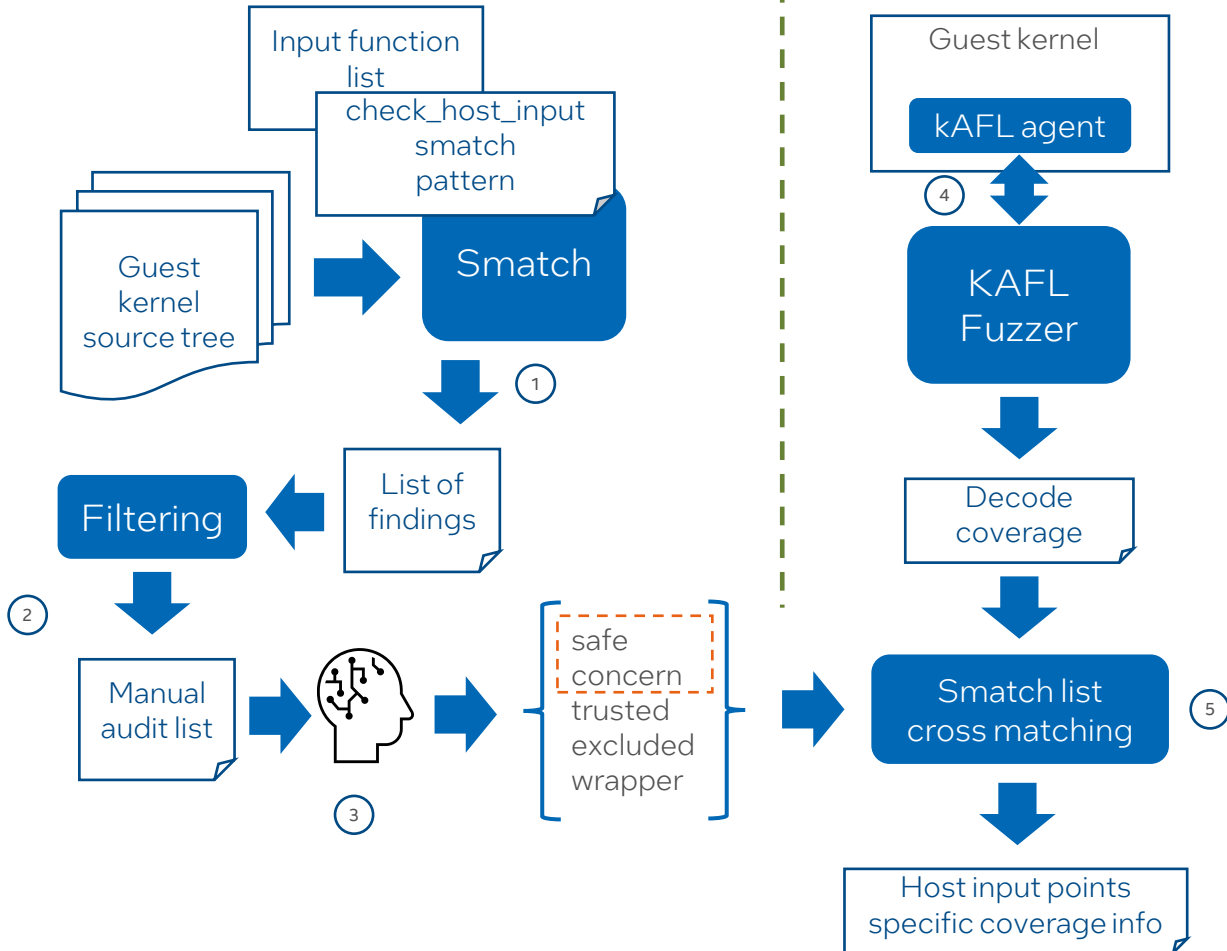 Input function
list
check_host_input
smatch
pattern
Guest
kernel
source tree
Smatch
1
List of
findings
Filtering
2
Manual
audit list
3
safe
concern
trusted
excluded
wrapper
Guest kernel
kAFL agent
4
KAFL
Fuzzer
Decode
coverage
Smatch list
cross matching
5
Host input points
specific coverage info